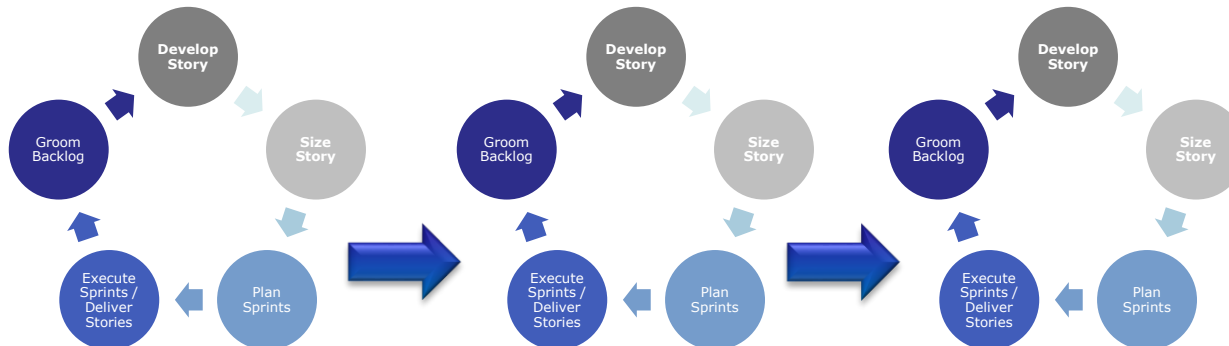 Develop
Story
Size
Story
Plan
Sprints
Execute
Sprints /
Deliver
Stories
Groom
Backlog
Develop
Story
Size
Story
Plan
Sprints
Execute
Sprints /
Deliver
Stories
Groom
Backlog
Develop
Story
Size
Story
Plan
Sprints
Execute
Sprints /
Deliver
Stories
Groom
Backlog